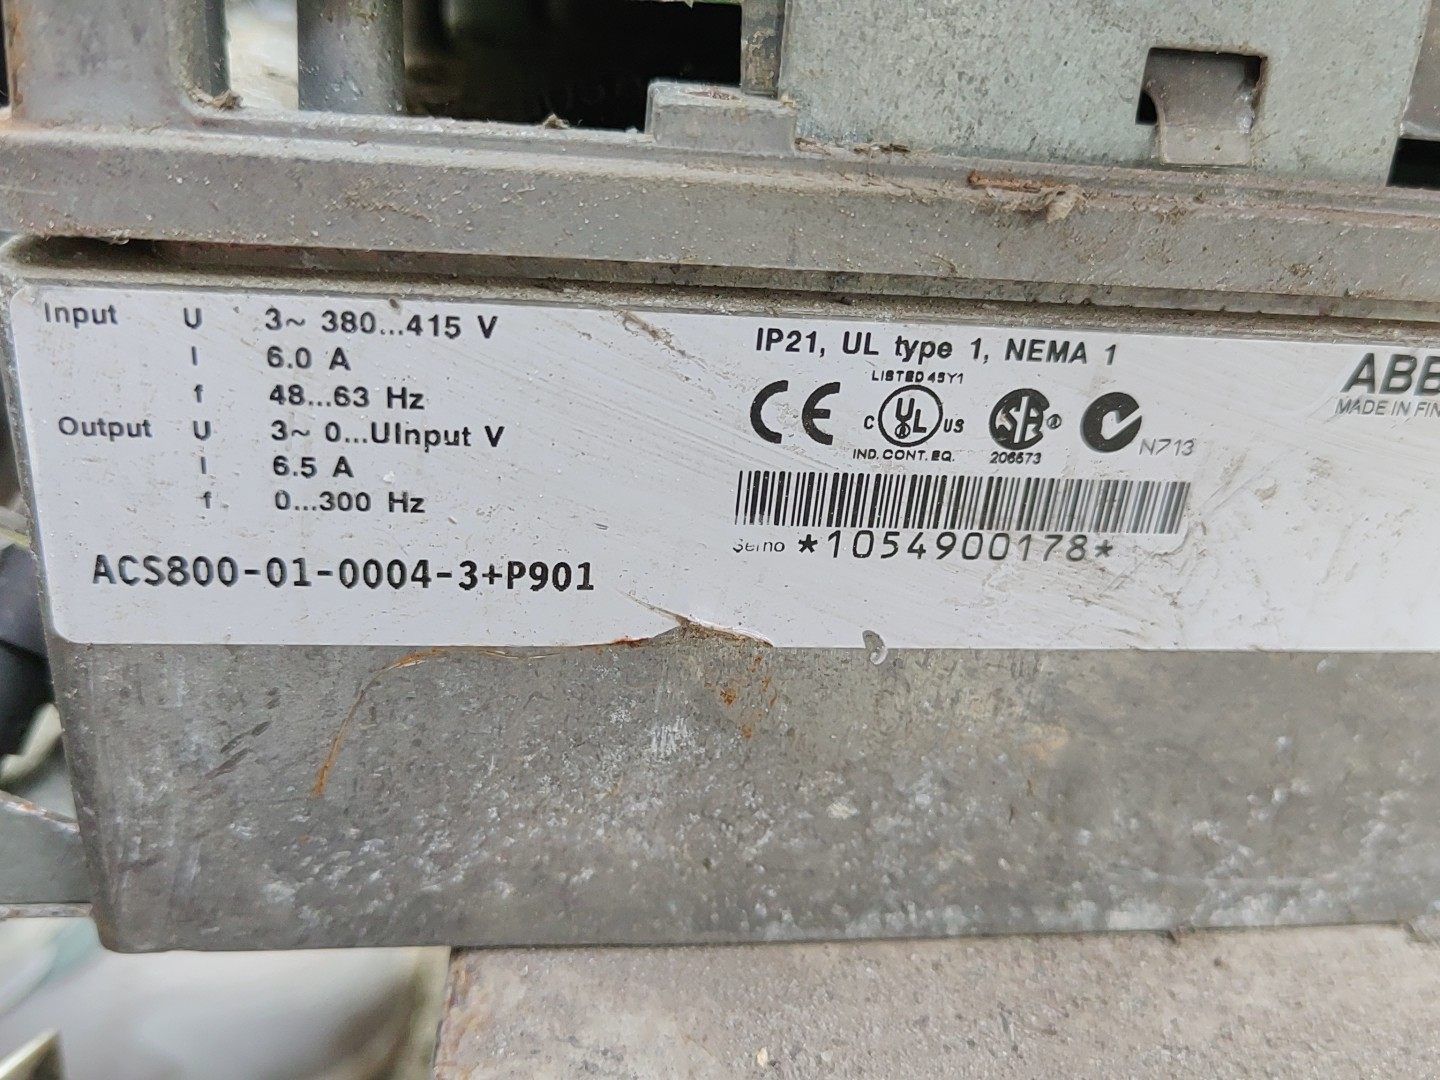 Input U 3~ 380...415 V
I 6.0 A
f 48...63 Hz
Output U 3~ 0...UInput V
I 6.5 A
f 0...300 Hz
ACS800-01-0004-3+P901
IP21, UL type 1, NEMA 1
LISTED 45Y1
CE C UL US SA ® N713
IND. CONT. EQ. 206573
Serno *1054900178*
ABB
MADE IN FIN